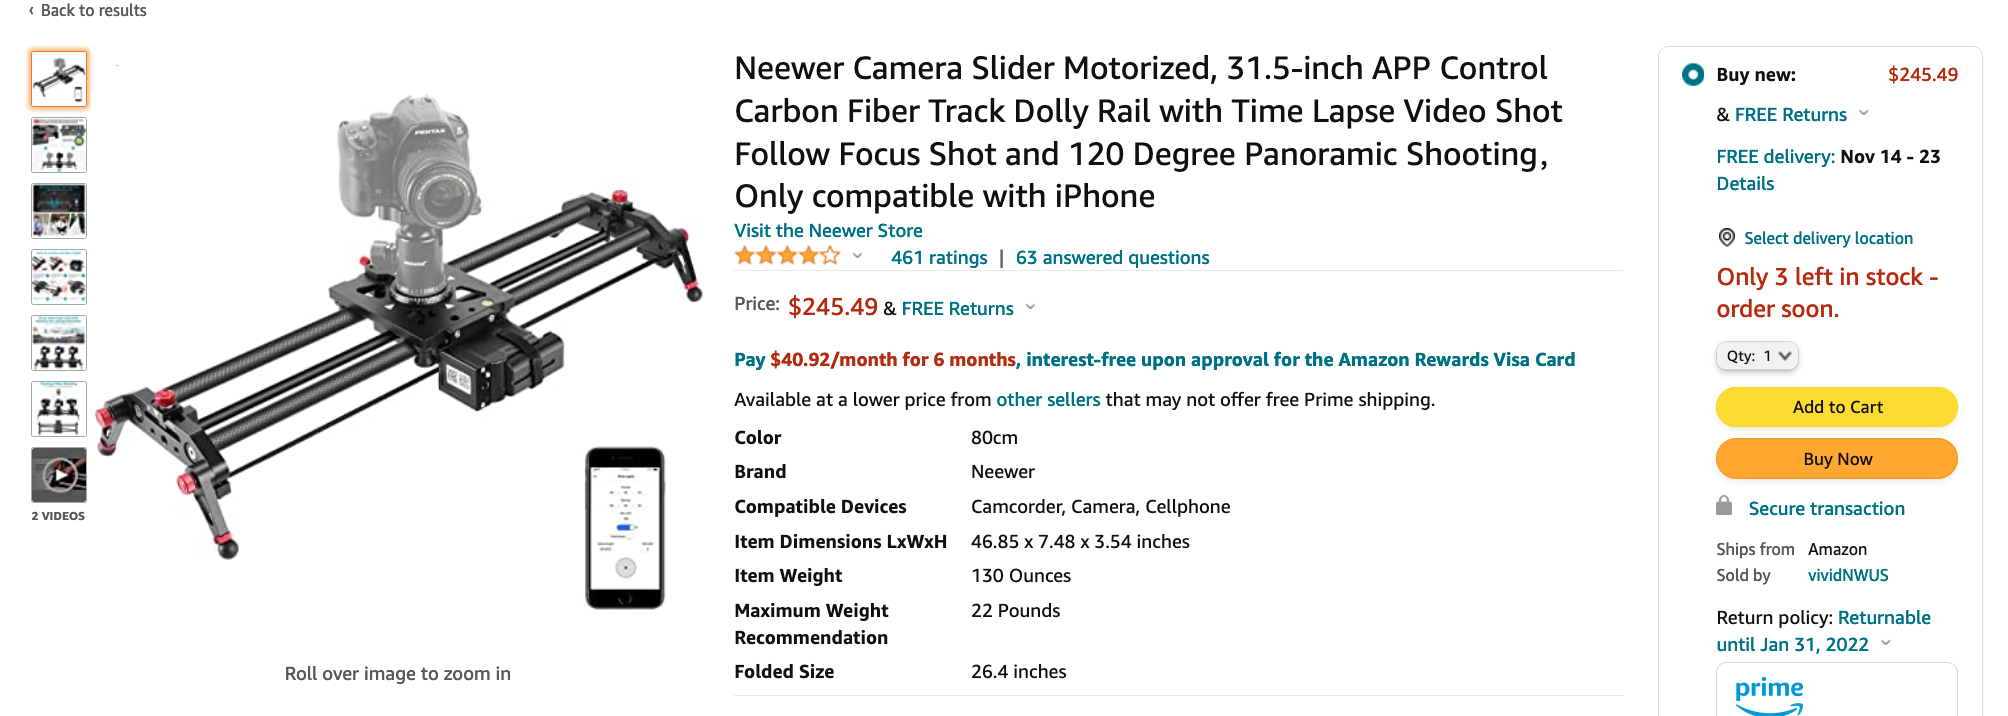 ‹ Back to results
PENTAX
2 VIDEOS
Roll over image to zoom in
Neewer Camera Slider Motorized, 31.5-inch APP Control
Carbon Fiber Track Dolly Rail with Time Lapse Video Shot
Follow Focus Shot and 120 Degree Panoramic Shooting,
Only compatible with iPhone
Visit the Neewer Store
461 ratings | 63 answered questions
Price: $245.49 & FREE Returns
Pay $40.92/month for 6 months, interest-free upon approval for the Amazon Rewards Visa Card
Available at a lower price from other sellers that may not offer free Prime shipping.
Color 80cm
Brand Neewer
Compatible Devices Camcorder, Camera, Cellphone
Item Dimensions LxWxH 46.85 x 7.48 x 3.54 inches
Item Weight 130 Ounces
Maximum Weight 22 Pounds
Recommendation
Folded Size 26.4 inches
Buy new: $245.49
& FREE Returns
FREE delivery: Nov 14 - 23
Details
Select delivery location
Only 3 left in stock -
order soon.
Qty: 1
Add to Cart
Buy Now
Secure transaction
Ships from Amazon
Sold by vividNWUS
Return policy: Returnable
until Jan 31, 2022
prime